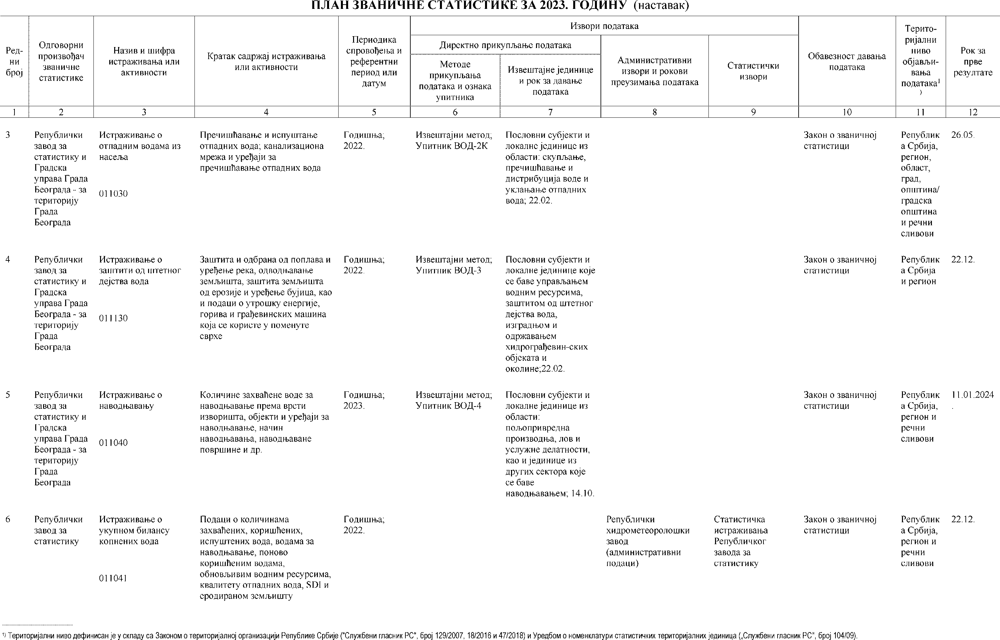 ПЛАН ЗВАНИЧНЕ СТАТИСТИКЕ ЗА 2023. ГОДИНУ (наставак)
Ред-
ни
број
Одговорни
произвођач
званичне
статистике
Назив и шифра
истраживања или
активности
Кратак садржај истраживања
или активности
Периодика
спровођења и
референтни
период или
датум
Извори података
Директно прикупљање података
Методе
прикупљања
података и ознака
упитника
Извештајне јединице
и рок за давање
података
Административни
извори и рокови
преузимања података
Статистички
извори
Обавезност давања
података
Терито-
ријални
ниво
објављи-
вања
података¹
)
Рок за
прве
резултате
1 2 3 4 5 6 7 8 9 10 11 12
3
Републички
завод за
статистику и
Градска
управа Града
Београда - за
територију
Града
Београда
Истраживање о
отпадним водама из
насеља
011030
Пречишћавање и испуштање
отпадних вода; канализациона
мрежа и уређаји за
пречишћавање отпадних вода
Годишња;
2022.
Извештајни метод;
Упитник ВОД-2К
Пословни субјекти и
локалне јединице из
области: скупљање,
пречишћавање и
дистрибуција воде и
уклањање отпадних
вода; 22.02.
Закон о званичној
статистици
Републик
а Србија,
регион,
област,
град,
општина/
градска
општина
и речни
сливови
26.05.
4
Републички
завод за
статистику и
Градска
управа Града
Београда - за
територију
Града
Београда
Истраживање о
заштити од штетног
дејства вода
011130
Заштита и одбрана од поплава и
уређење река, одводњавање
земљишта, заштита земљишта
од ерозије и уређење бујица, као
и подаци о утрошку енергије,
горива и грађевинских машина
која се користе у поменуте
сврхе
Годишња;
2022.
Извештајни метод;
Упитник ВОД-3
Пословни субјекти и
локалне јединице које
се баве управљањем
водним ресурсима,
заштитом од штетног
дејства вода,
изградњом и
одржавањем
хидрограђевин-ских
објеката и
околине;22.02.
Закон о званичној
статистици
Републик
а Србија
и регион
22.12.
5
Републички
завод за
статистику и
Градска
управа Града
Београда - за
територију
Града
Београда
Истраживање о
наводњавању
011040
Количине захваћене воде за
наводњавање према врсти
изворишта, објекти и уређаји за
наводњавање, начин
наводњавања, наводњаване
површине и др.
Годишња;
2023.
Извештајни метод;
Упитник ВОД-4
Пословни субјекти и
локалне јединице из
области:
пољопривредна
производња, лов и
услужне делатности,
као и јединице из
других сектора које
се баве
наводњавањем; 14.10.
Закон о званичној
статистици
Републик
а Србија,
регион и
речни
сливови
11.01.2024
.
6
Републички
завод за
статистику
Истраживање о
укупном билансу
копнених вода
011041
Подаци о количинама
захваћених, коришћених,
испуштених вода, водама за
наводњавање, поново
коришћеним водама,
обновљивим водним ресурсима,
квалитету отпадних вода, SDI и
еродираном земљишту
Годишња;
2022.
Републички
хидрометеоролошки
завод
(административни
подаци)
Статистичка
истраживања
Републичког
завода за
статистику
Закон о званичној
статистици
Републик
а Србија,
регион и
речни
сливови
22.12.
¹⁾ Територијални ниво дефинисан је у складу са Законом о територијалној организацији Републике Србије ("Службени гласник РС", број 129/2007, 18/2016 и 47/2018) и Уредбом о номенклатури статистичких територијалних јединица („Службени гласник РС", број 104/09).